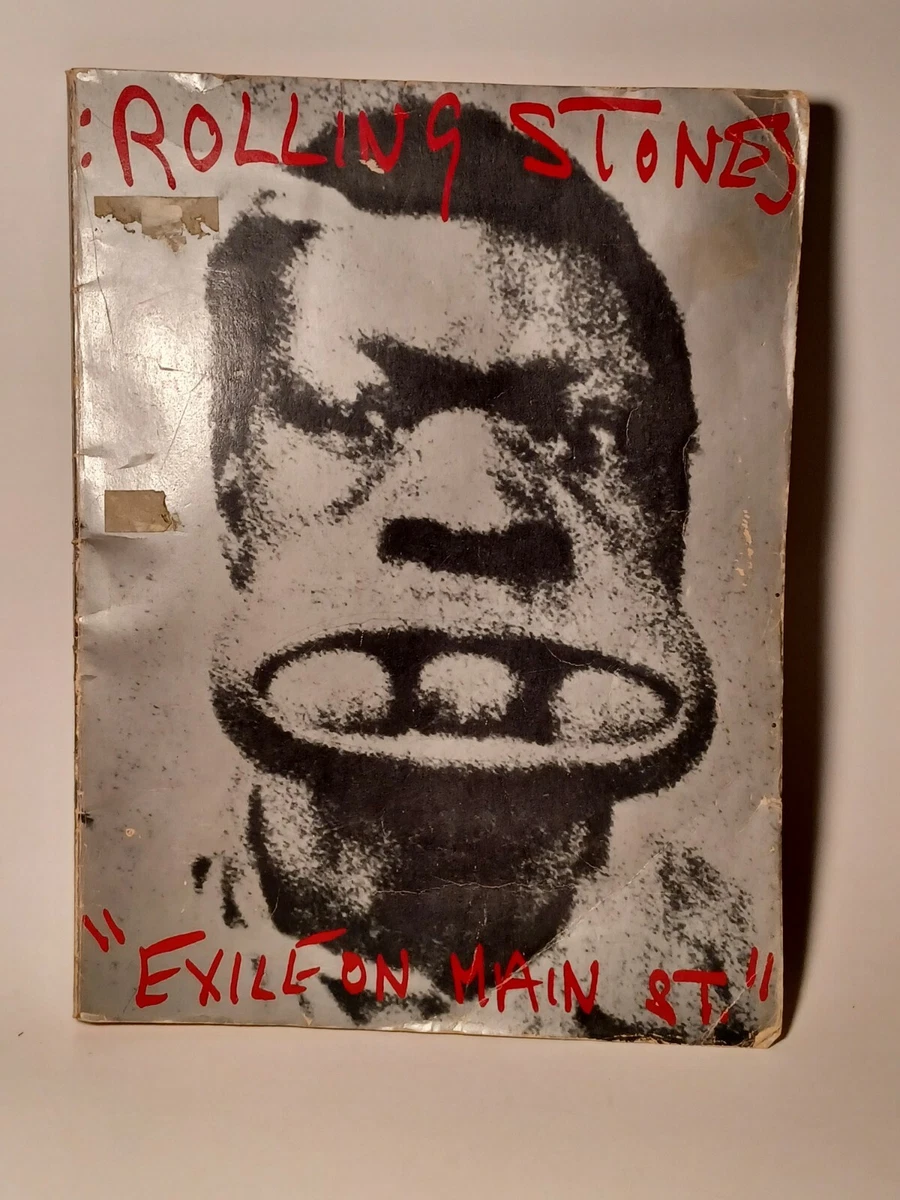 :ROLLING STONES
"EXILE ON MAIN ST."